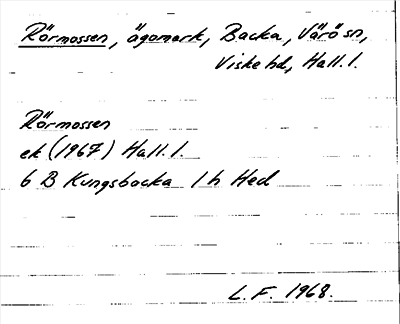 Rörmossen, ägomark, Backa, Värö sn,
Viske hd, Hall. l.
Rörmossen
ek (1967) Hall. l.
6 B Kungsbacka 1 h Hed
L. F. 1968.